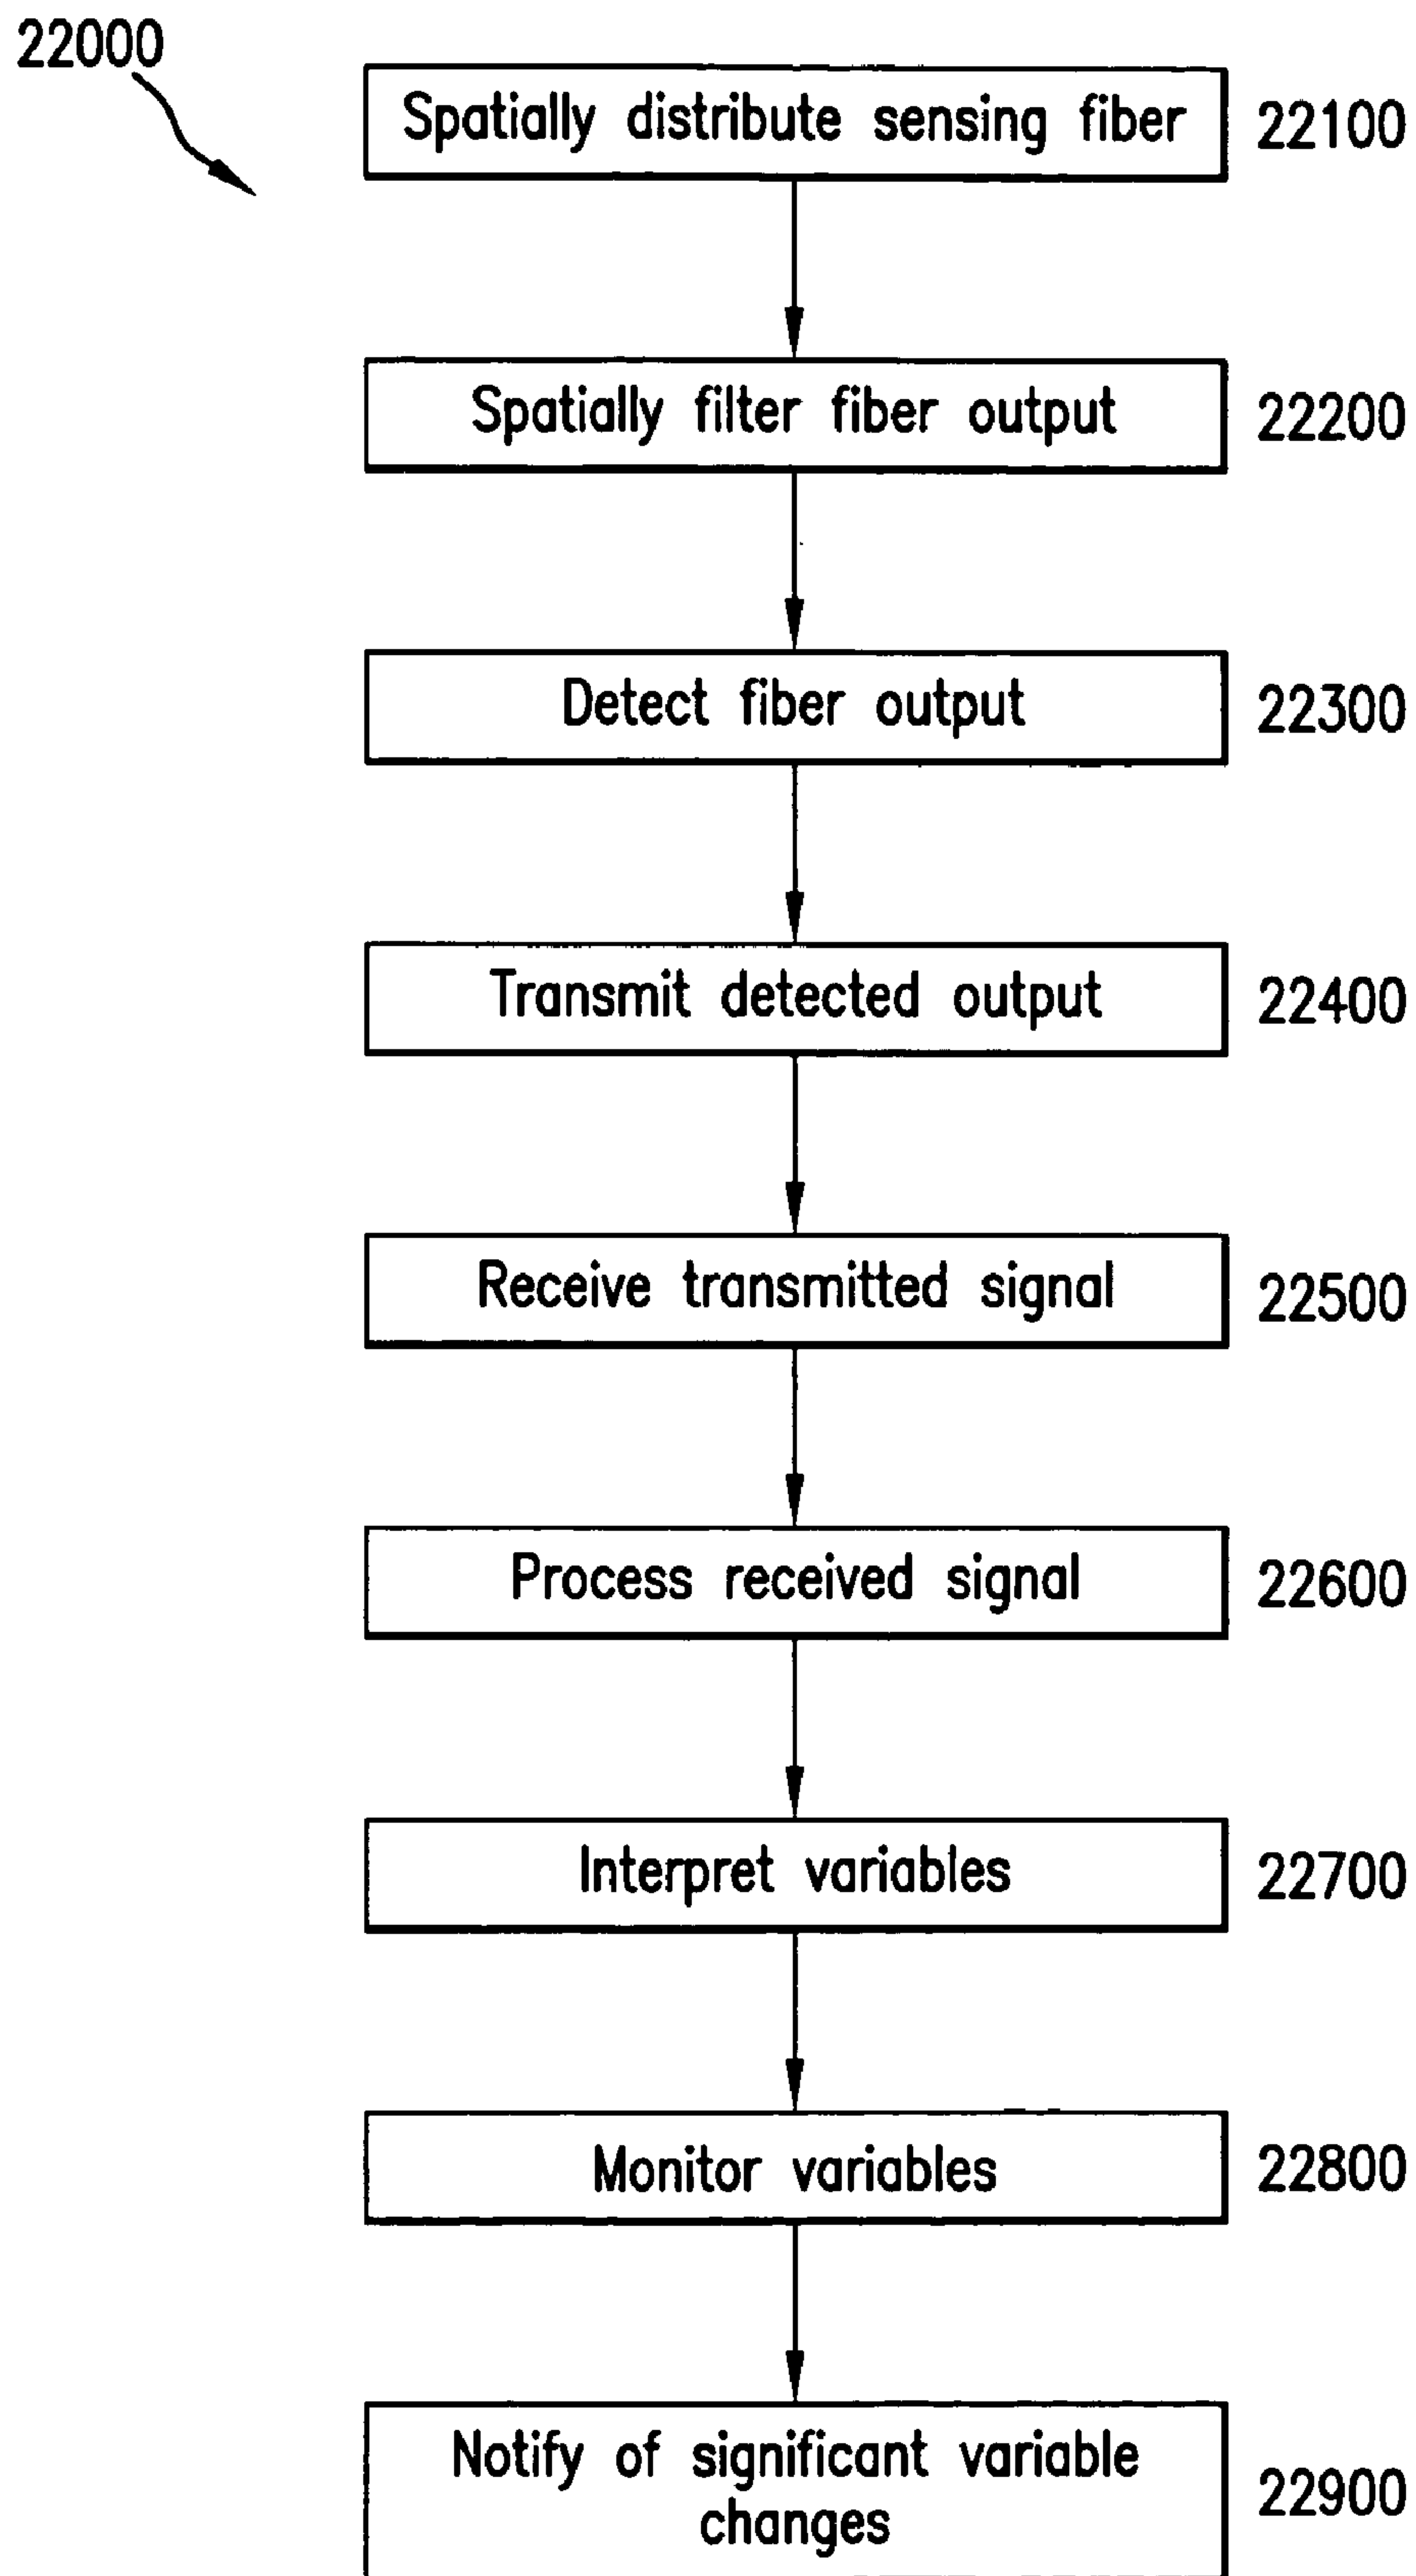 22000
Spatially distribute sensing fiber 22100
Spatially filter fiber output 22200
Detect fiber output 22300
Transmit detected output 22400
Receive transmitted signal 22500
Process received signal 22600
Interpret variables 22700
Monitor variables 22800
Notify of significant variable
changes 22900